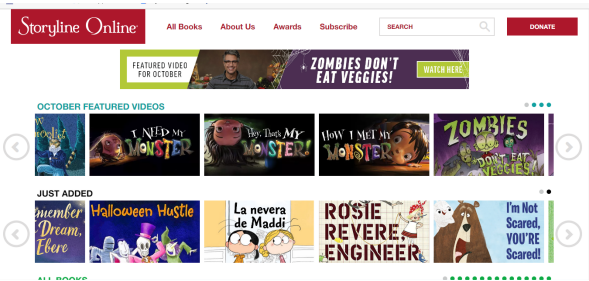 Storyline Online
All Books About Us Awards Subscribe SEARCH DONATE
FEATURED VIDEO
FOR OCTOBER
ZOMBIES DON'T
EAT VEGGIES!
WATCH HERE
OCTOBER FEATURED VIDEOS
I NEED MY
MONSTER
Hey, That's MY
MONSTER!
HOW I MET MY
MONSTER
ZOMBIES
DON'T EAT
VEGGIES!
JUST ADDED
Dream,
Ebere
Halloween Hustle
La nevera
de Maddi
ROSIE
REVERE,
ENGINEER
I'm Not
Scared,
YOU'RE
Scared!
ALL BOOKS